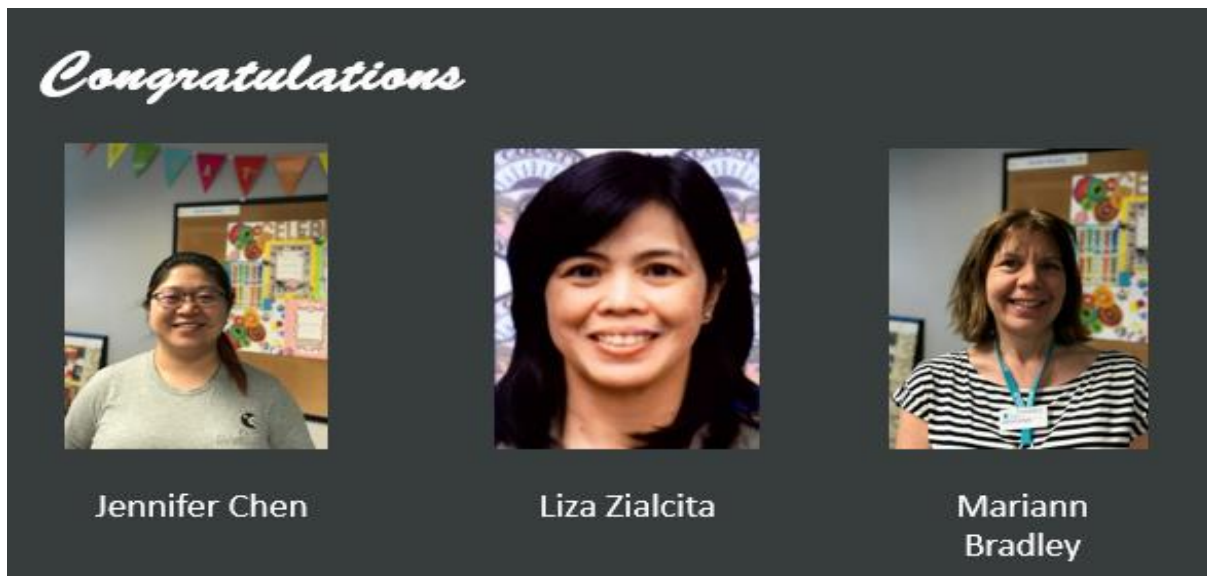 Congratulations
Jennifer Chen
Liza Zialcita
Mariann
Bradley